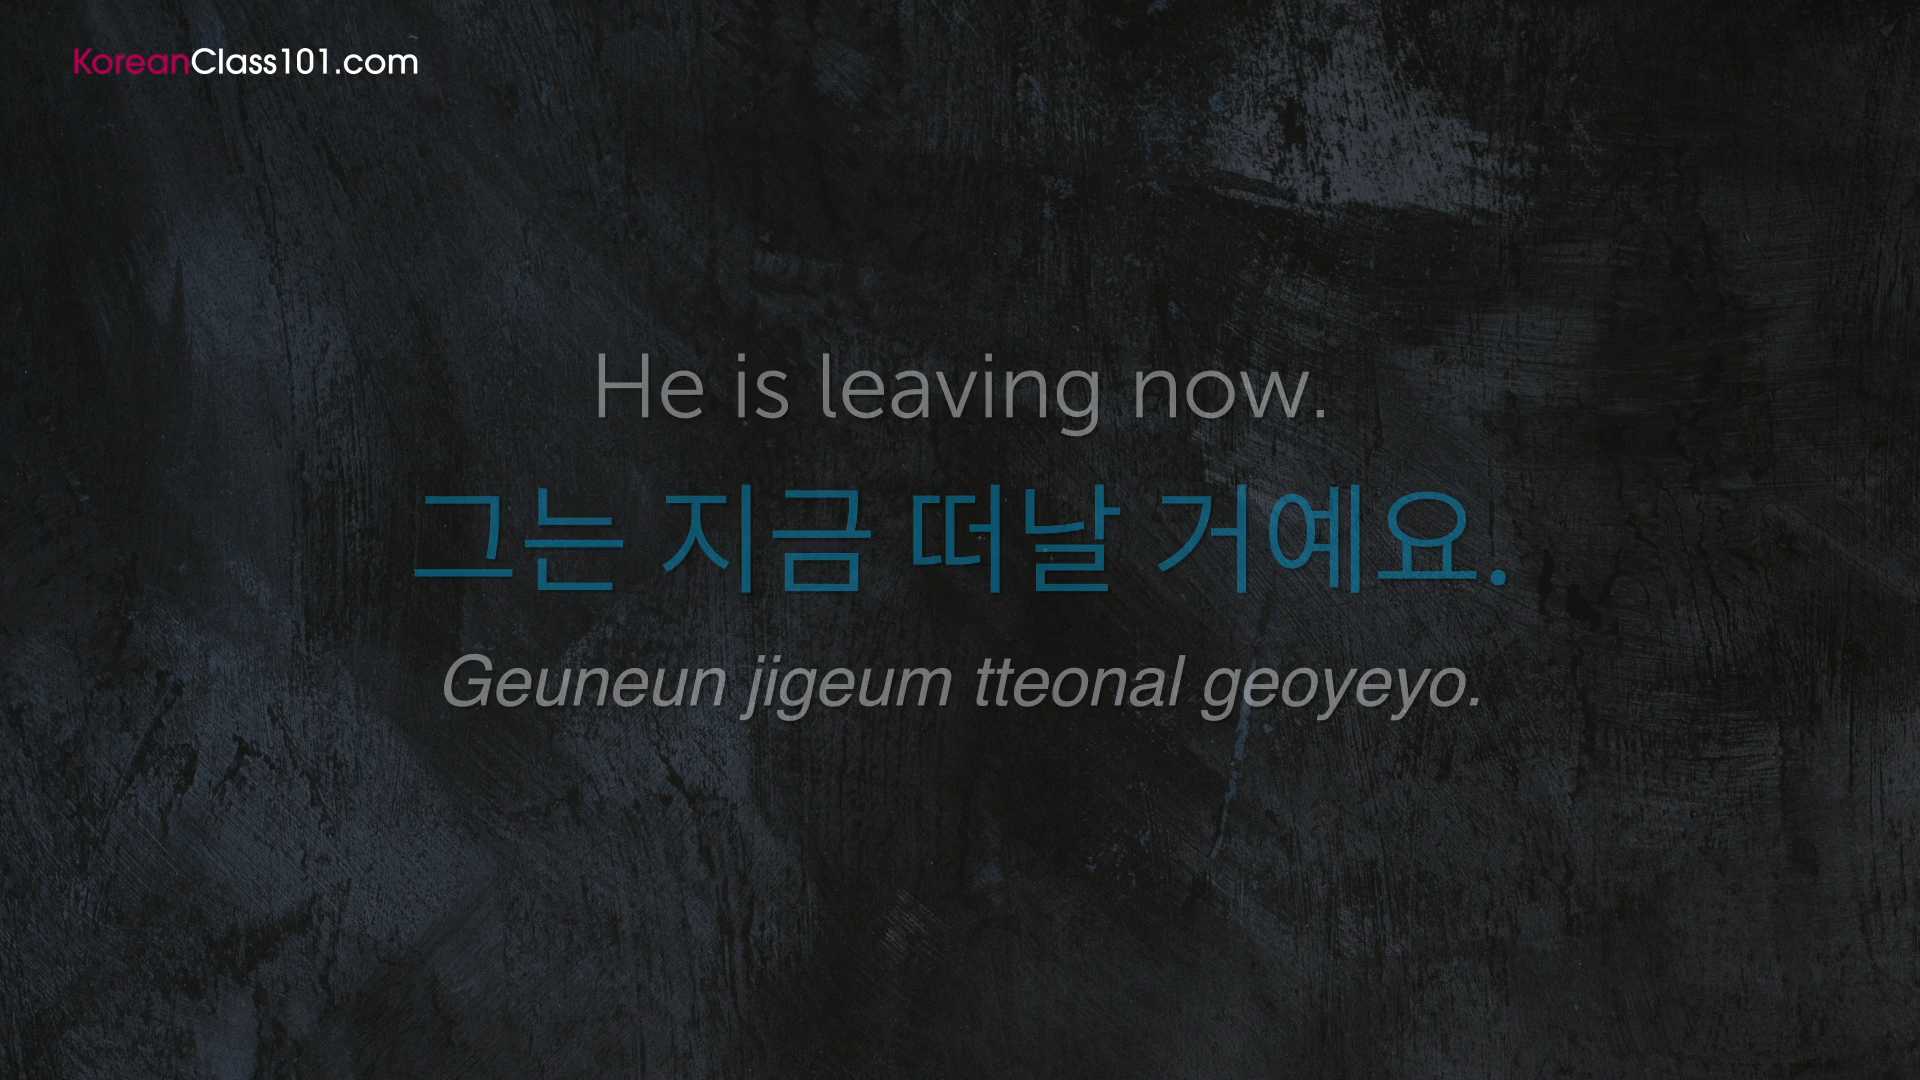 KoreanClass101.com
He is leaving now.
그는 지금 떠날 거예요.
Geuneun jigeum tteonal geoyeyo.